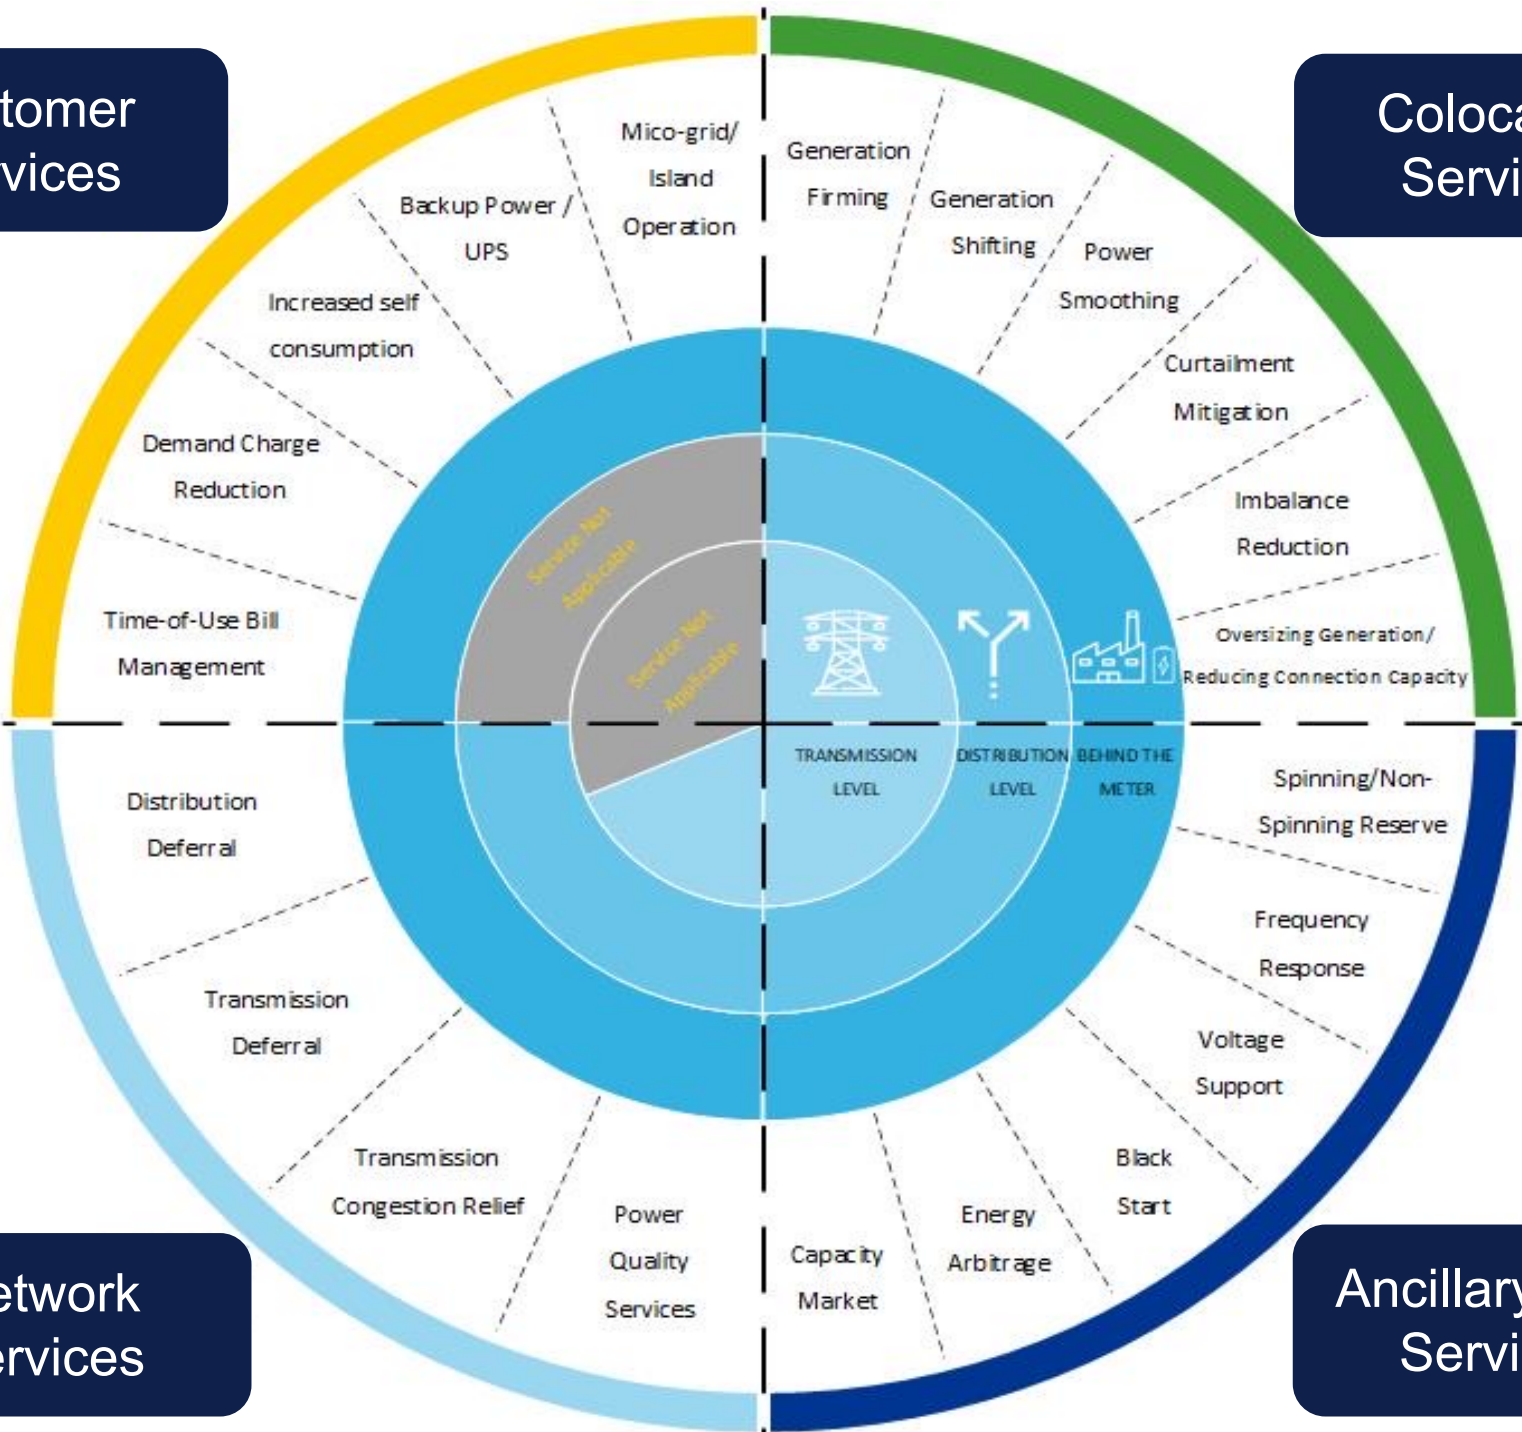 tomer
vices
Coloca
Servi
Mico-grid/
Island
Operation
Backup Power /
UPS
Increased self
consumption
Demand Charge
Reduction
Time-of-Use Bill
Management
Generation
Firming
Generation
Shifting
Power
Smoothing
Curtailment
Mitigation
Imbalance
Reduction
Oversizing Generation/
Reducing Connection Capacity
Service Not
Applicable
Service Not
Applicable
TRANSMISSION
LEVEL
DISTRIBUTION
LEVEL
BEHIND THE
METER
Distribution
Deferral
Transmission
Deferral
Transmission
Congestion Relief
Power
Quality
Services
Spinning/Non-
Spinning Reserve
Frequency
Response
Voltage
Support
Black
Start
Energy
Arbitrage
Capacity
Market
etwork
ervices
Ancillary
Servi